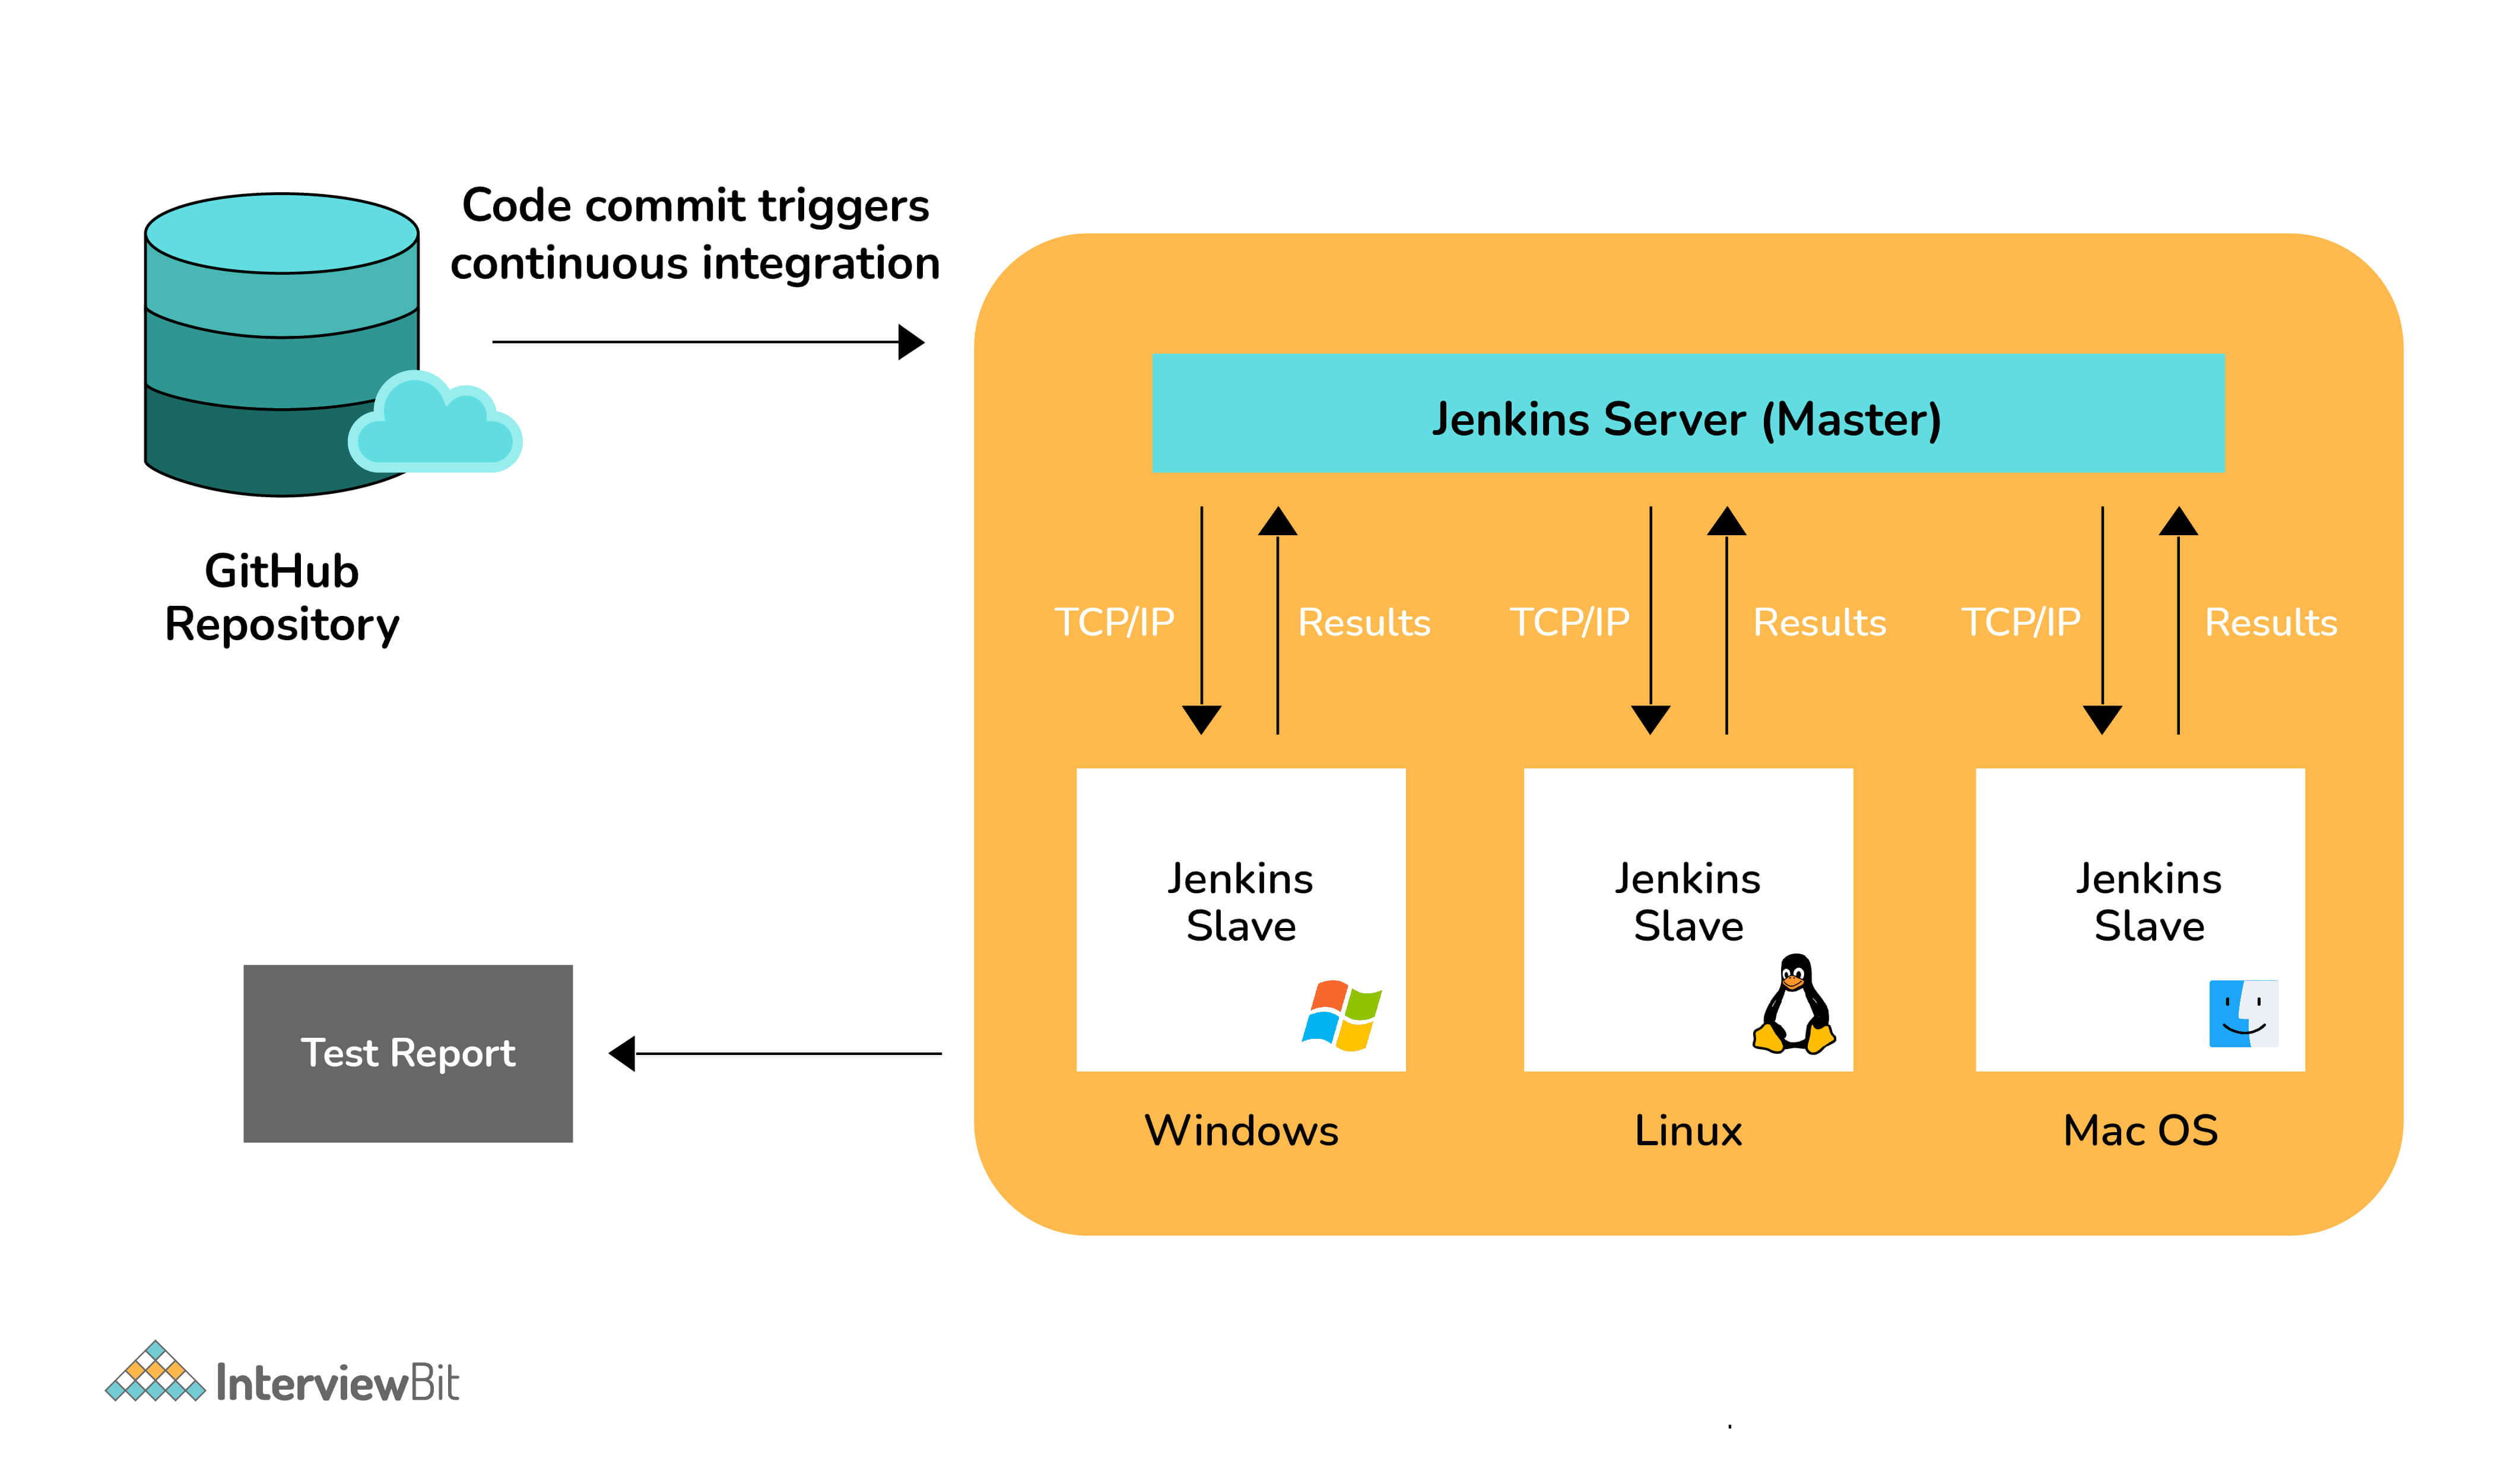 Code commit triggers
continuous integration
GitHub
Repository
Jenkins Server (Master)
TCP/IP Results TCP/IP Results TCP/IP Results
Jenkins
Slave
Windows
Jenkins
Slave
Linux
Jenkins
Slave
Mac OS
Test Report
InterviewBit